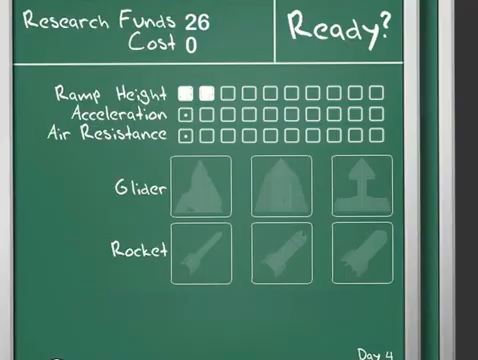 Research Funds 26
Cost 0
Ready?
Ramp Height
Acceleration
Air Resistance
Glider
Rocket
Day 4